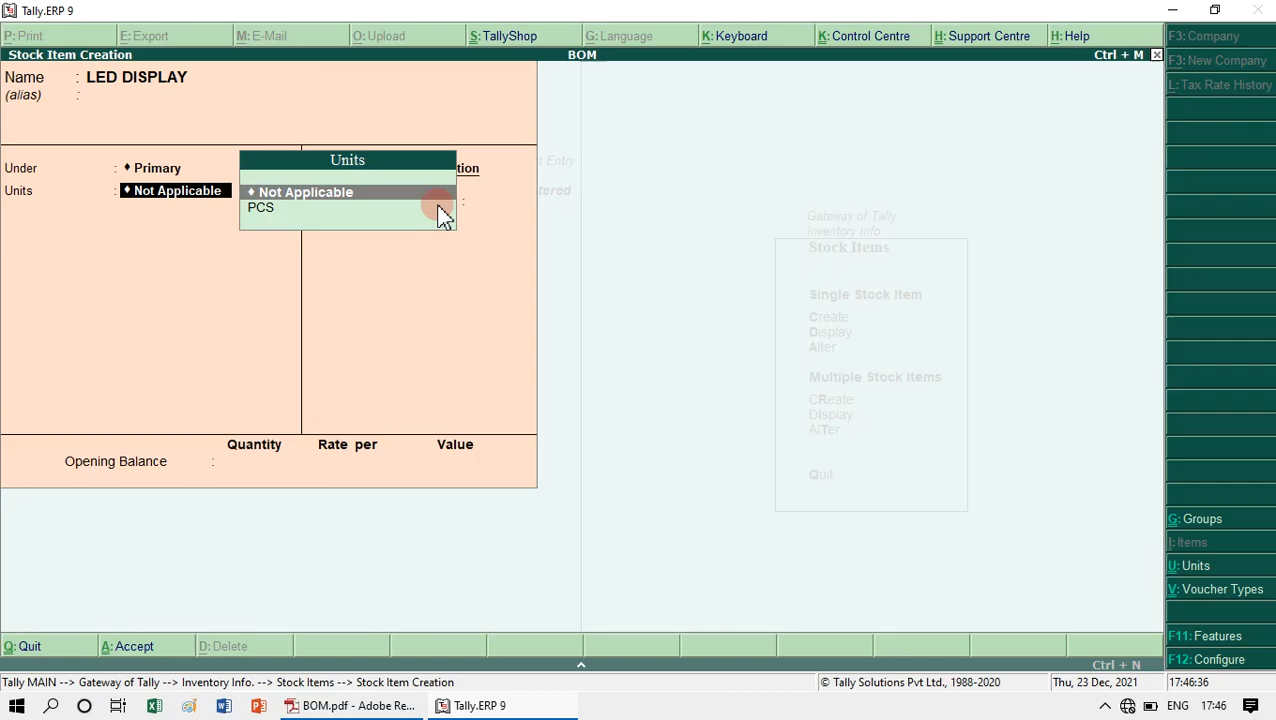 Tally.ERP 9
P: Print E: Export M: E-Mail O: Upload S: TallyShop G: Language K: Keyboard K: Control Centre H: Support Centre H: Help
Stock Item Creation BOM Ctrl + M
Name : LED DISPLAY
(alias) :
Under : ♦ Primary
Units : ♦ Not Applicable
Units
♦ Not Applicable
PCS
tion
:
t Entry
tered
Quantity Rate per Value
Opening Balance :
Gateway of Tally
Inventory Info.
Stock Items
Single Stock Item
Create
Display
Alter
Multiple Stock Items
CReate
DIsplay
AlTer
Quit
F3: Company
F3: New Company
L: Tax Rate History
G: Groups
I: Items
U: Units
V: Voucher Types
F11: Features
F12: Configure
Q: Quit A: Accept D: Delete
Ctrl + N
Tally MAIN --> Gateway of Tally --> Inventory Info. --> Stock Items --> Stock Item Creation © Tally Solutions Pvt Ltd., 1988-2020 Thu, 23 Dec, 2021 17:46:36
BOM.pdf - Adobe Re... Tally.ERP 9 ENG 17:46